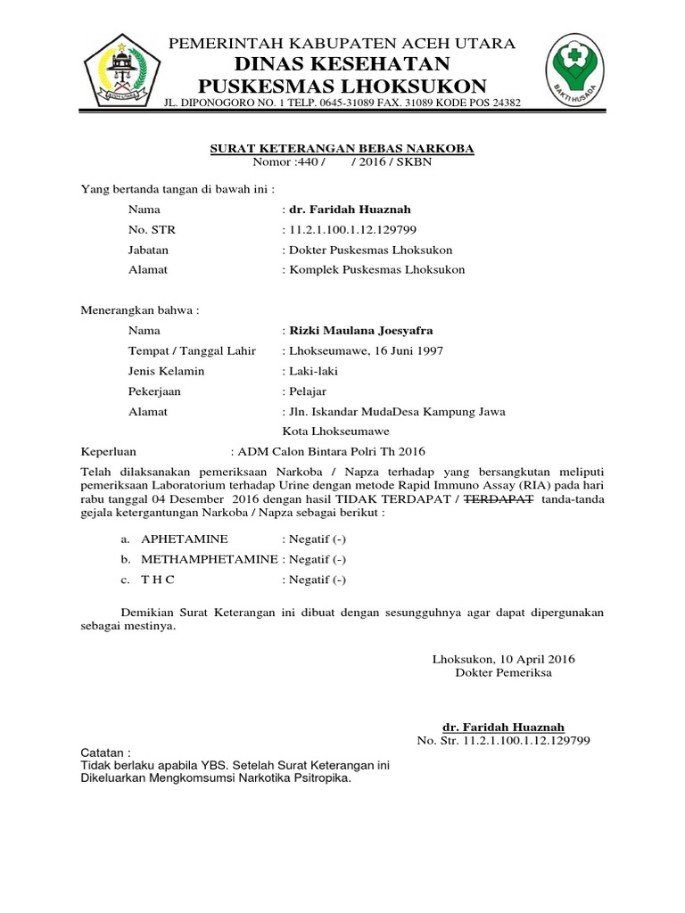 PEMERINTAH KABUPATEN ACEH UTARA
DINAS KESEHATAN
PUSKESMAS LHOKSUKON
JL. DIPONOGORO NO. 1 TELP. 0645-31089 FAX. 31089 KODE POS 24382
BAKTI HUSADA
SURAT KETERANGAN BEBAS NARKOBA
Nomor :440 / / 2016 / SKBN
Yang bertanda tangan di bawah ini :
Nama : dr. Faridah Huaznah
No. STR : 11.2.1.100.1.12.129799
Jabatan : Dokter Puskesmas Lhoksukon
Alamat : Komplek Puskesmas Lhoksukon
Menerangkan bahwa :
Nama : Rizki Maulana Joesyafra
Tempat / Tanggal Lahir : Lhokseumawe, 16 Juni 1997
Jenis Kelamin : Laki-laki
Pekerjaan : Pelajar
Alamat : Jln. Iskandar MudaDesa Kampung Jawa
Kota Lhokseumawe
Keperluan : ADM Calon Bintara Polri Th 2016
Telah dilaksanakan pemeriksaan Narkoba / Napza terhadap yang bersangkutan meliputi
pemeriksaan Laboratorium terhadap Urine dengan metode Rapid Immuno Assay (RIA) pada hari
rabu tanggal 04 Desember 2016 dengan hasil TIDAK TERDAPAT / TERDAPAT tanda-tanda
gejala ketergantungan Narkoba / Napza sebagai berikut :
a. APHETAMINE : Negatif (-)
b. METHAMPHETAMINE : Negatif (-)
c. T H C : Negatif (-)
Demikian Surat Keterangan ini dibuat dengan sesungguhnya agar dapat dipergunakan
sebagai mestinya.
Lhoksukon, 10 April 2016
Dokter Pemeriksa
dr. Faridah Huaznah
No. Str. 11.2.1.100.1.12.129799
Catatan :
Tidak berlaku apabila YBS. Setelah Surat Keterangan ini
Dikeluarkan Mengkomsumsi Narkotika Psitropika.